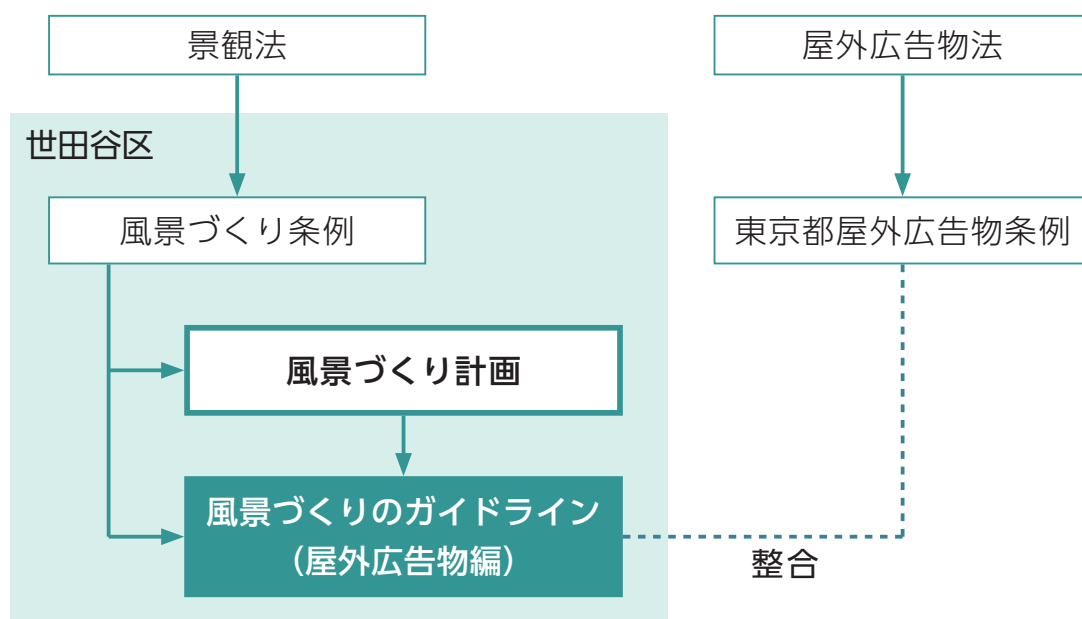 景観法
屋外広告物法
世田谷区
風景づくり条例
東京都屋外広告物条例
風景づくり計画
風景づくりのガイドライン
（屋外広告物編）
整合